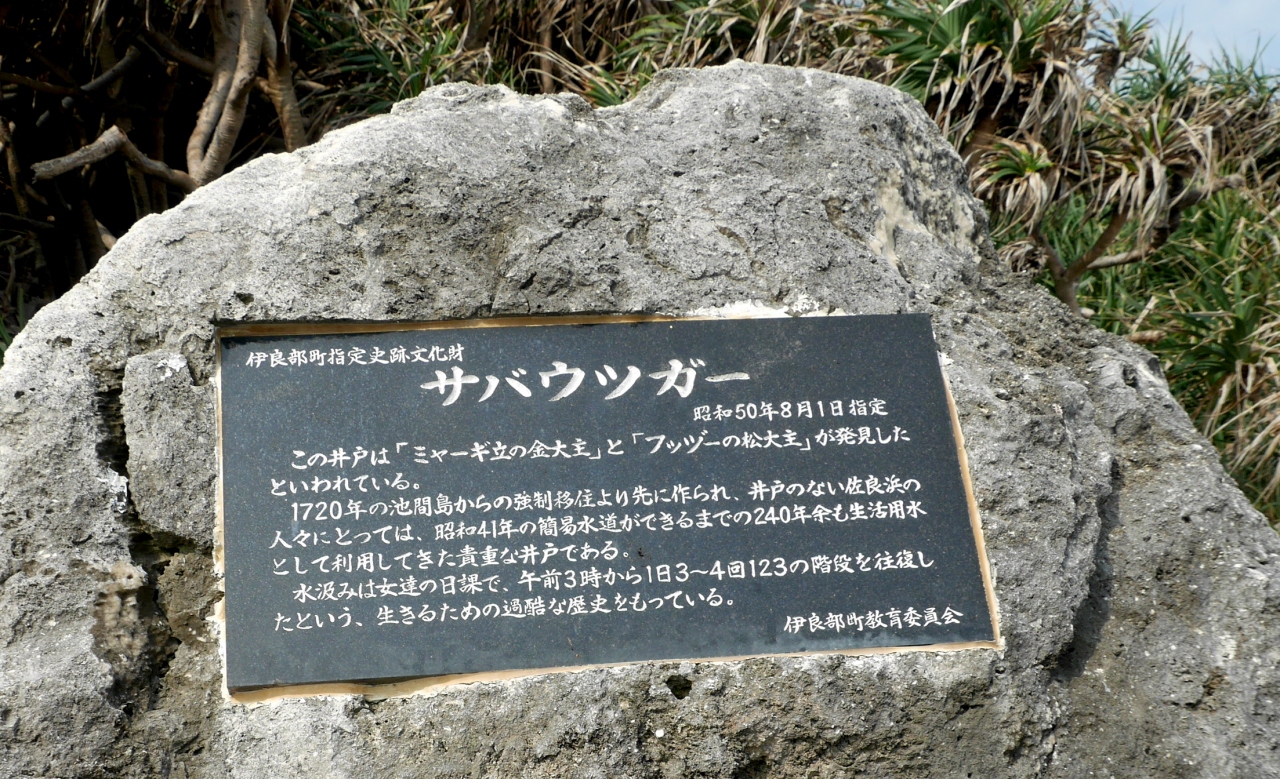 伊良部町指定史跡文化財
サバウツガー
昭和50年8月1日指定
この井戸は「ミャーギ立の金大主」と「フッヅーの松大主」が発見した
といわれている。
1720年の池間島からの強制移住より先に作られ、井戸のない佐良浜の
人々にとっては、昭和41年の簡易水道ができるまでの240年余も生活用水
として利用してきた貴重な井戸である。
水汲みは女達の日課で、午前3時から1日3〜4回123の階段を往復し
たという、生きるための過酷な歴史をもっている。
伊良部町教育委員会